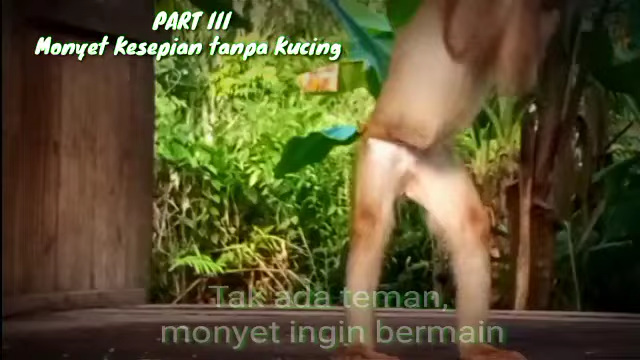 PART III
Monyet Kesepian tanpa Kucing
Tak ada teman,
monyet ingin bermain